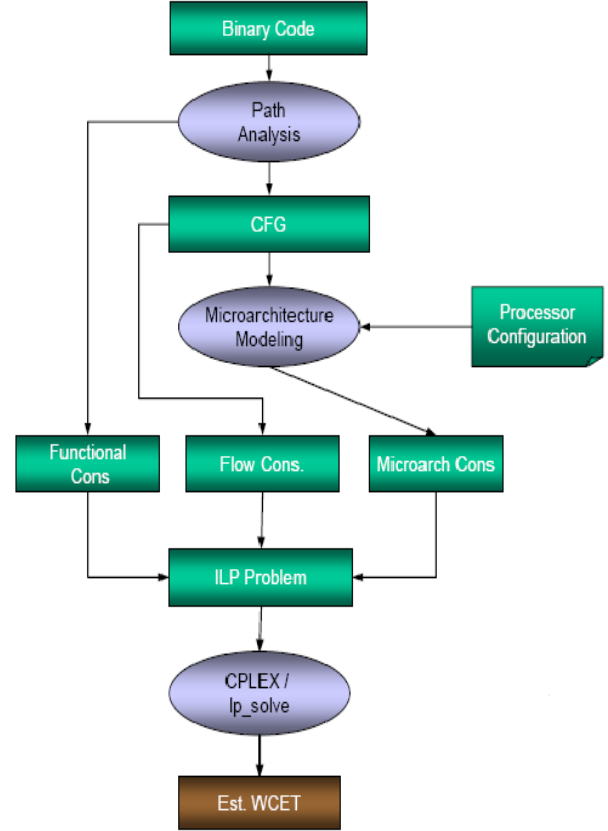 Binary Code
Path
Analysis
CFG
Microarchitecture
Modeling
Processor
Configuration
Functional
Cons
Flow Cons.
Microarch Cons
ILP Problem
CPLEX /
lp_solve
Est. WCET